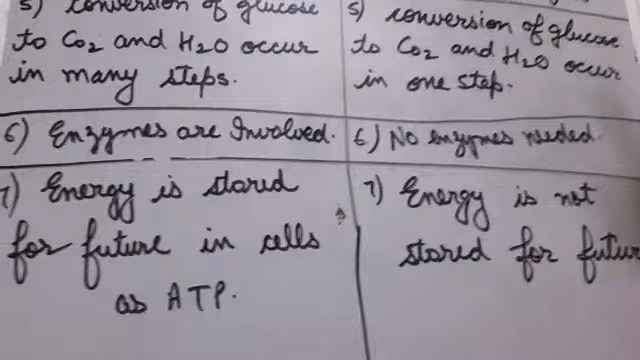 5) conversion of glucose
to CO2 and H2O occur
in many steps.
6) Enzymes are Involved.
7) Energy is stored
for future in cells
as ATP.
5) conversion of glucose
to CO2 and H2O occur
in one step.
6) No enzymes needed.
7) Energy is not
stored for futur